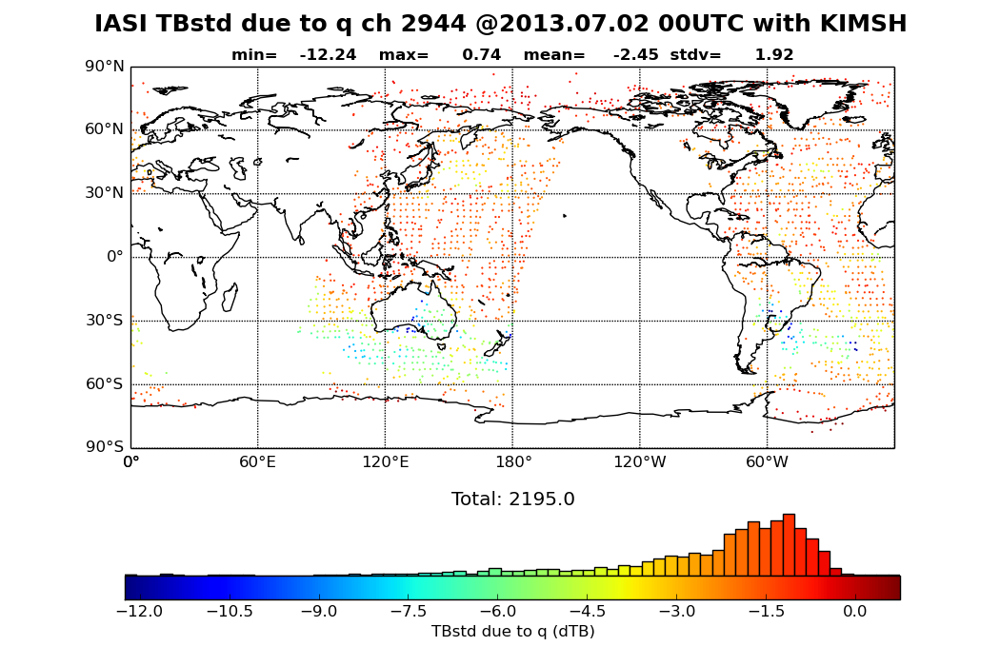 IASI TBstd due to q ch 2944 @2013.07.02 00UTC with KIMSH
min= -12.24 max= 0.74 mean= -2.45 stdv= 1.92
90°N
60°N
30°N
0°
30°S
60°S
90°S
0° 60°E 120°E 180° 120°W 60°W
Total: 2195.0
−12.0 −10.5 −9.0 −7.5 −6.0 −4.5 −3.0 −1.5 0.0
TBstd due to q (dTB)